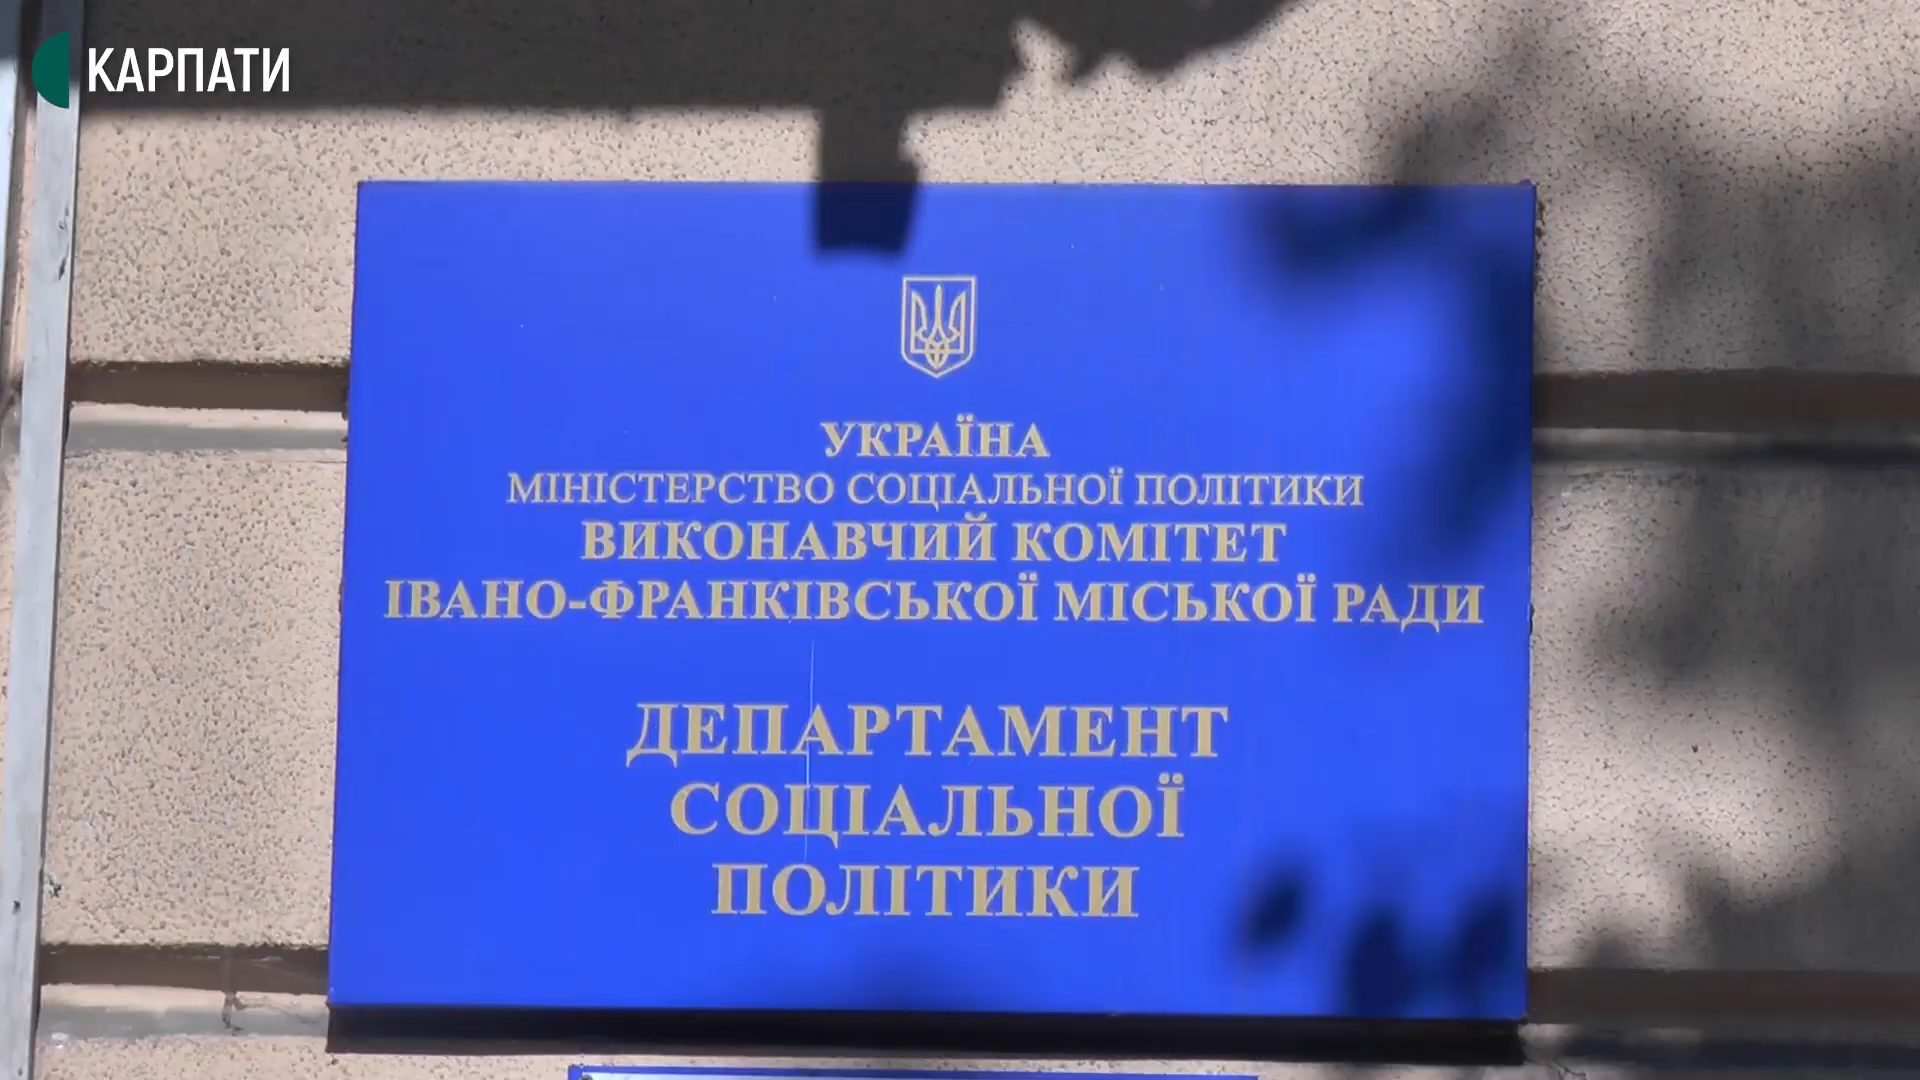 КАРПАТИ
УКРАЇНА
МІНІСТЕРСТВО СОЦІАЛЬНОЇ ПОЛІТИКИ
ВИКОНАВЧИЙ КОМІТЕТ
ІВАНО-ФРАНКІВСЬКОЇ МІСЬКОЇ РАДИ
ДЕПАРТАМЕНТ
СОЦІАЛЬНОЇ
ПОЛІТИКИ